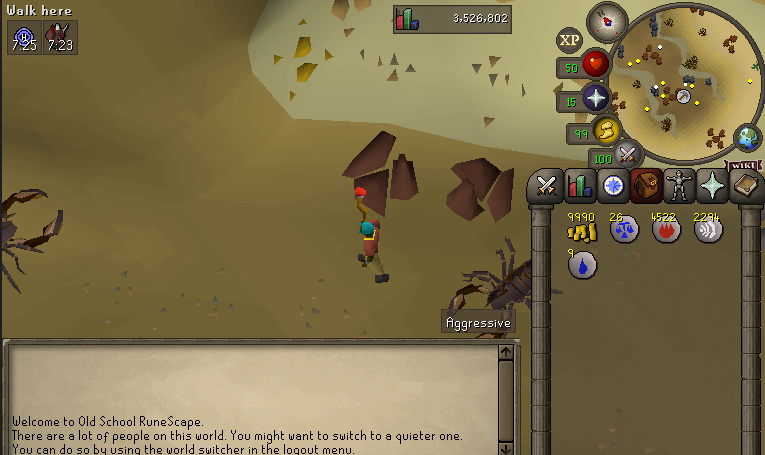 Walk here
3,526,802
7:25 7:23
XP
50
15
99
100
WIKI
9990 26 4522 2294
9
Aggressive
Welcome to Old School RuneScape.
There are a lot of people on this world. You might want to switch to a quieter one.
You can do so by using the world switcher in the logout menu.